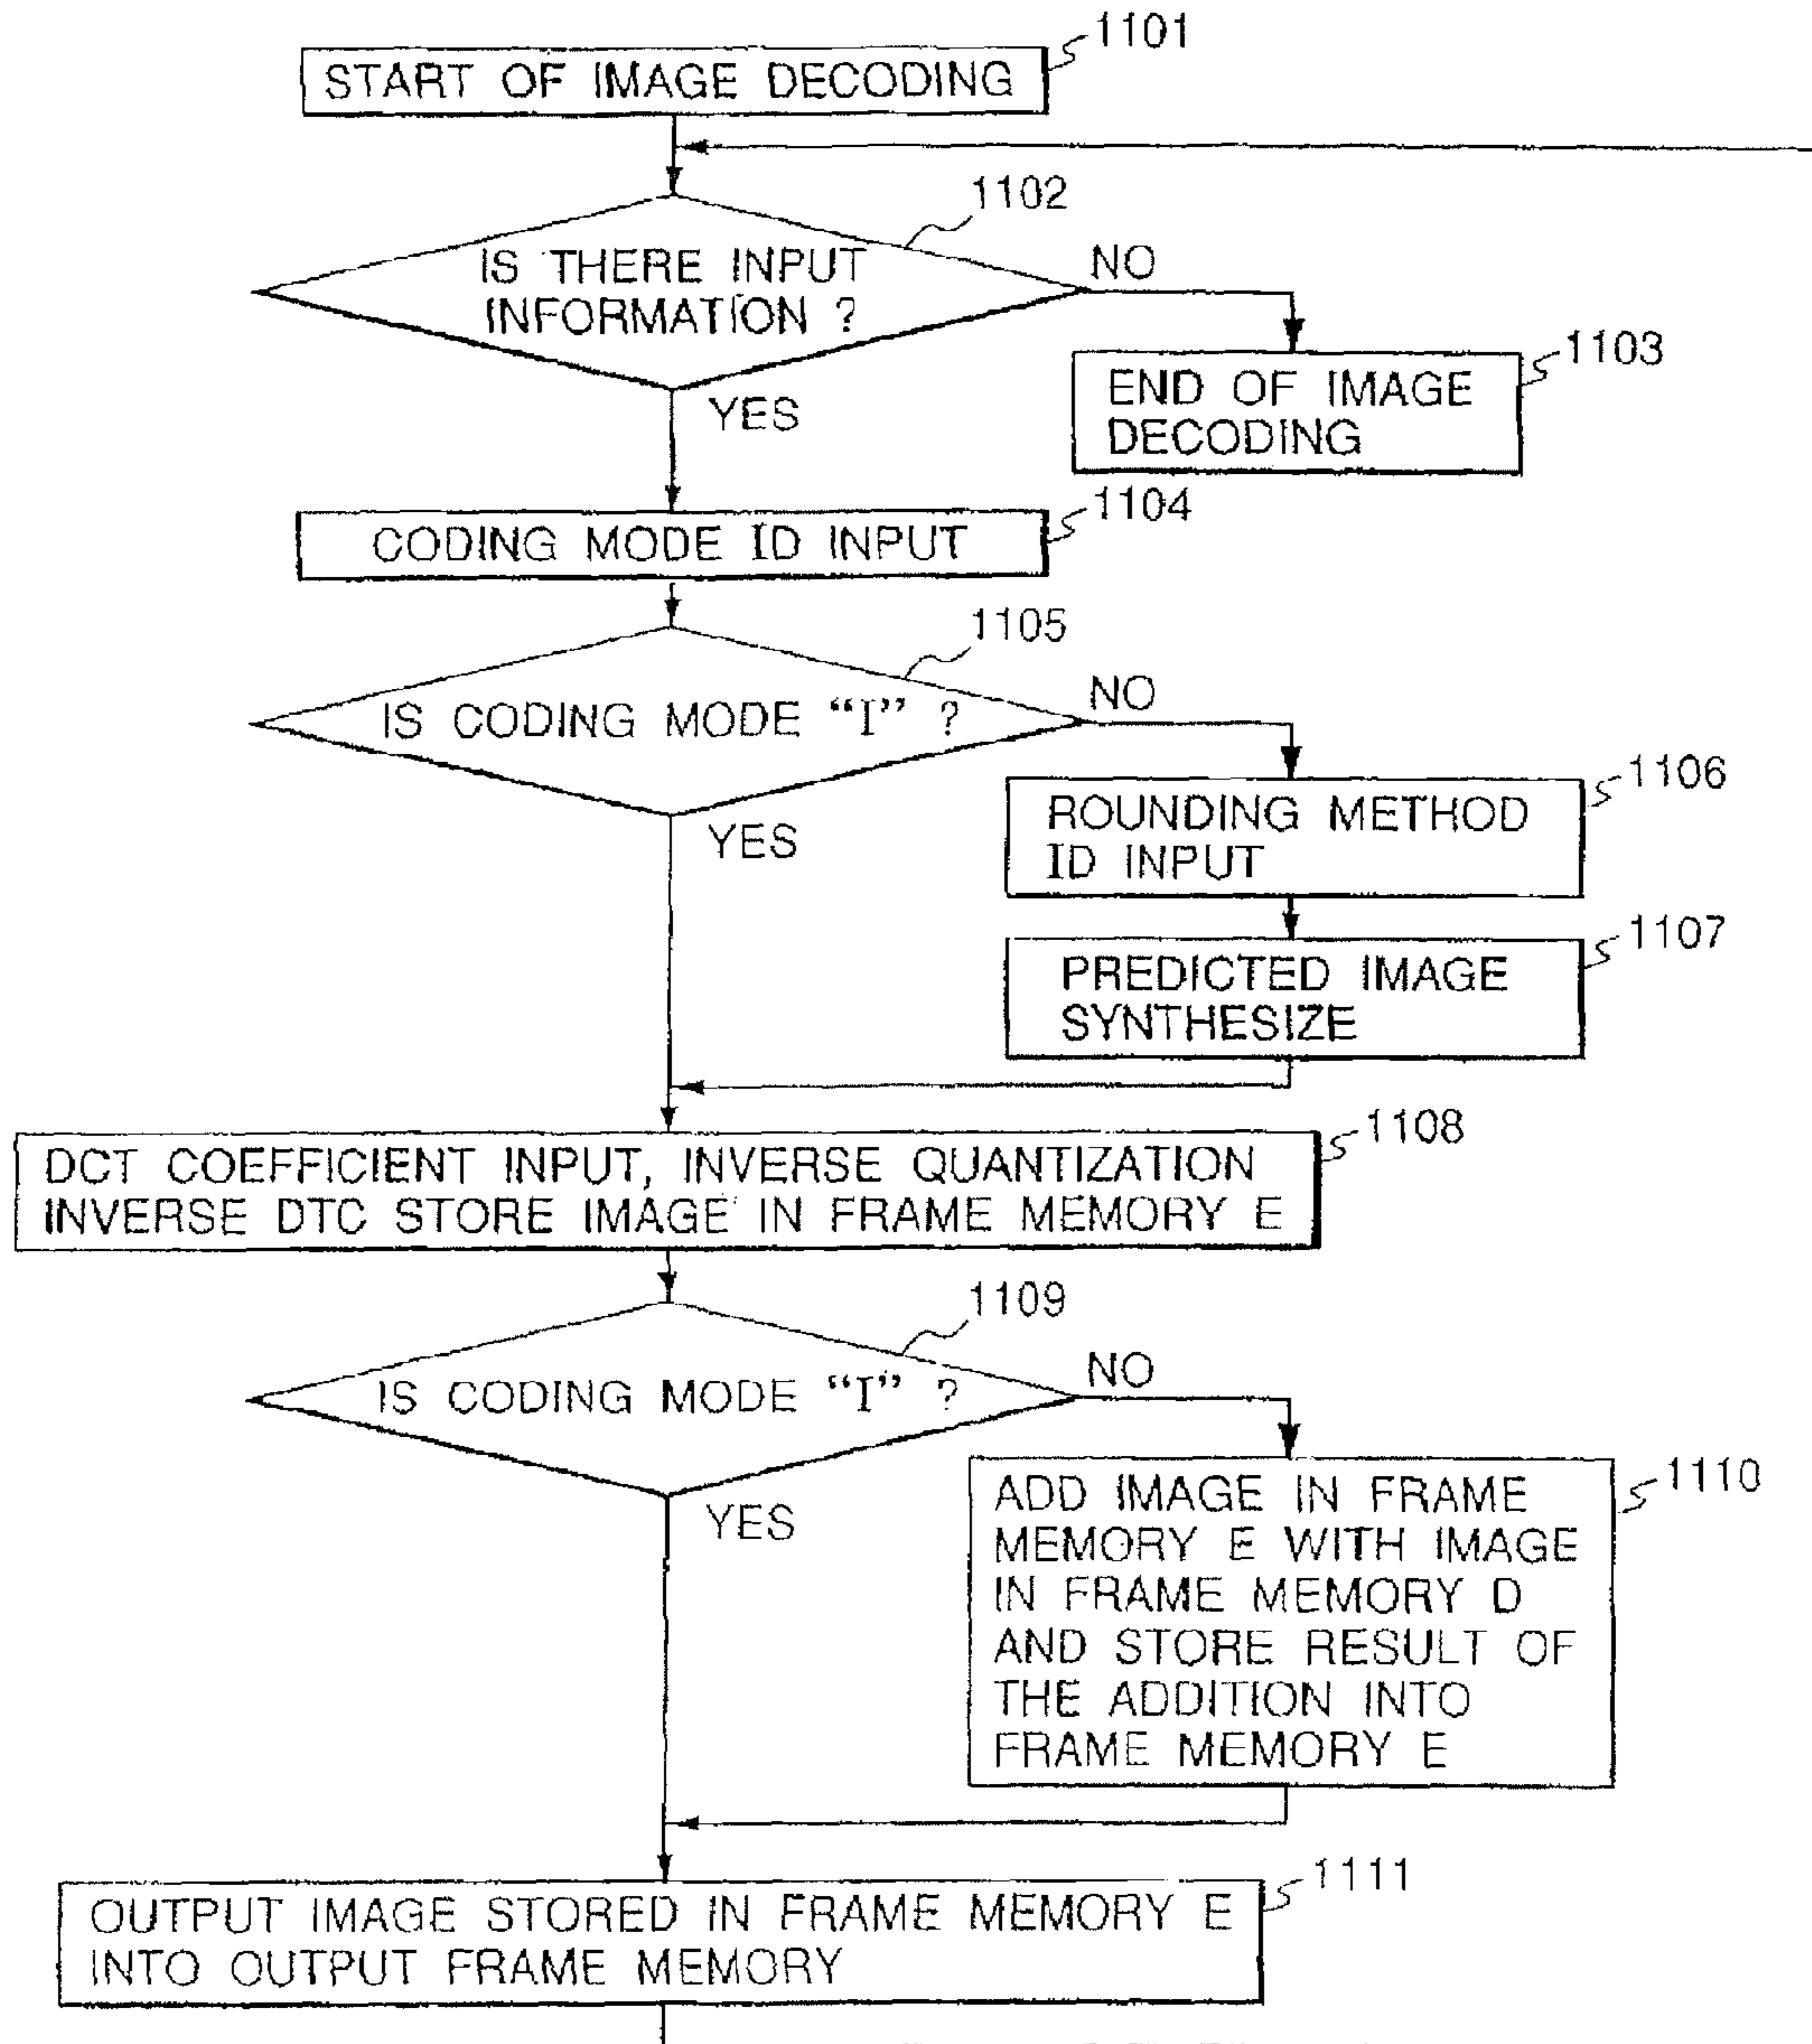 1101
START OF IMAGE DECODING
1102
IS THERE INPUT
INFORMATION ?
NO
YES
1103
END OF IMAGE
DECODING
1104
CODING MODE ID INPUT
1105
IS CODING MODE “I” ?
NO
YES
1106
ROUNDING METHOD
ID INPUT
1107
PREDICTED IMAGE
SYNTHESIZE
1108
DCT COEFFICIENT INPUT, INVERSE QUANTIZATION
INVERSE DTC STORE IMAGE IN FRAME MEMORY E
1109
IS CODING MODE “I” ?
NO
YES
1110
ADD IMAGE IN FRAME
MEMORY E WITH IMAGE
IN FRAME MEMORY D
AND STORE RESULT OF
THE ADDITION INTO
FRAME MEMORY E
1111
OUTPUT IMAGE STORED IN FRAME MEMORY E
INTO OUTPUT FRAME MEMORY